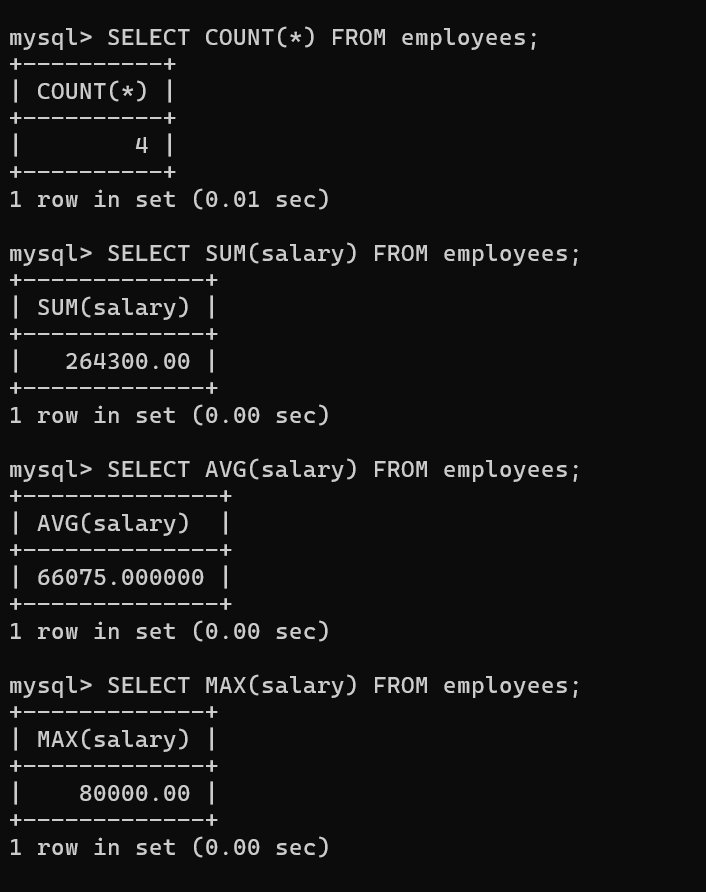 mysql> SELECT COUNT(*) FROM employees;
+----------+
| COUNT(*) |
+----------+
|        4 |
+----------+
1 row in set (0.01 sec)

mysql> SELECT SUM(salary) FROM employees;
+-------------+
| SUM(salary) |
+-------------+
|   264300.00 |
+-------------+
1 row in set (0.00 sec)

mysql> SELECT AVG(salary) FROM employees;
+--------------+
| AVG(salary)  |
+--------------+
| 66075.000000 |
+--------------+
1 row in set (0.00 sec)

mysql> SELECT MAX(salary) FROM employees;
+-------------+
| MAX(salary) |
+-------------+
|    80000.00 |
+-------------+
1 row in set (0.00 sec)